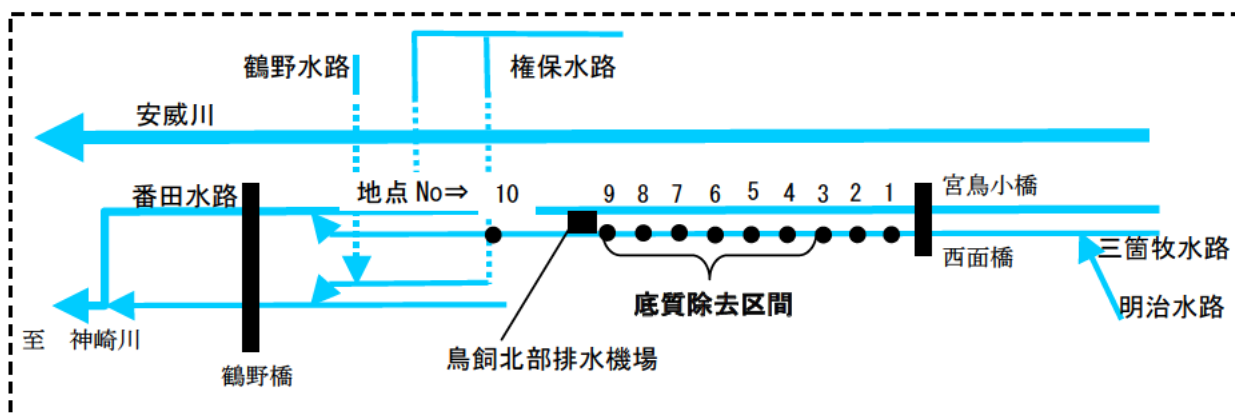 鶴野水路
権保水路
安威川
番田水路
地点 No⇒
10
9
8
7
6
5
4
3
2
1
宮鳥小橋
西面橋
三箇牧水路
明治水路
底質除去区間
鳥飼北部排水機場
至 神崎川
鶴野橋